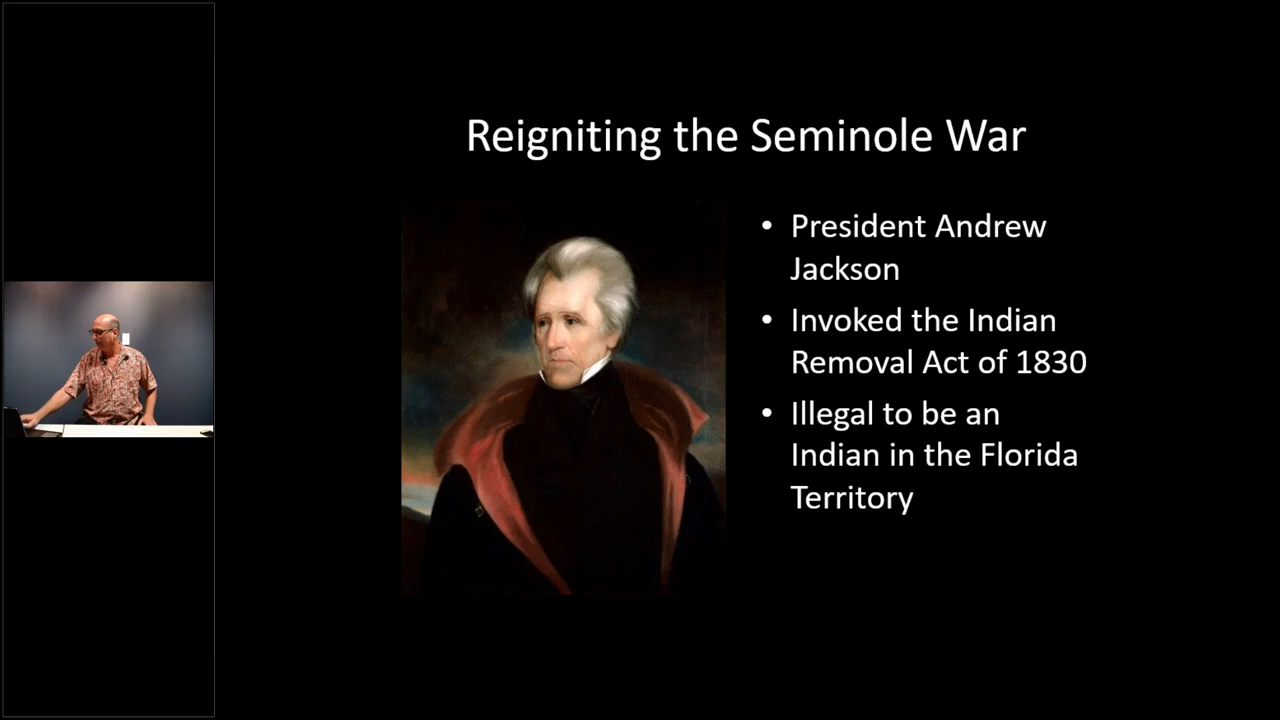 Reigniting the Seminole War
• President Andrew
Jackson
• Invoked the Indian
Removal Act of 1830
• Illegal to be an
Indian in the Florida
Territory